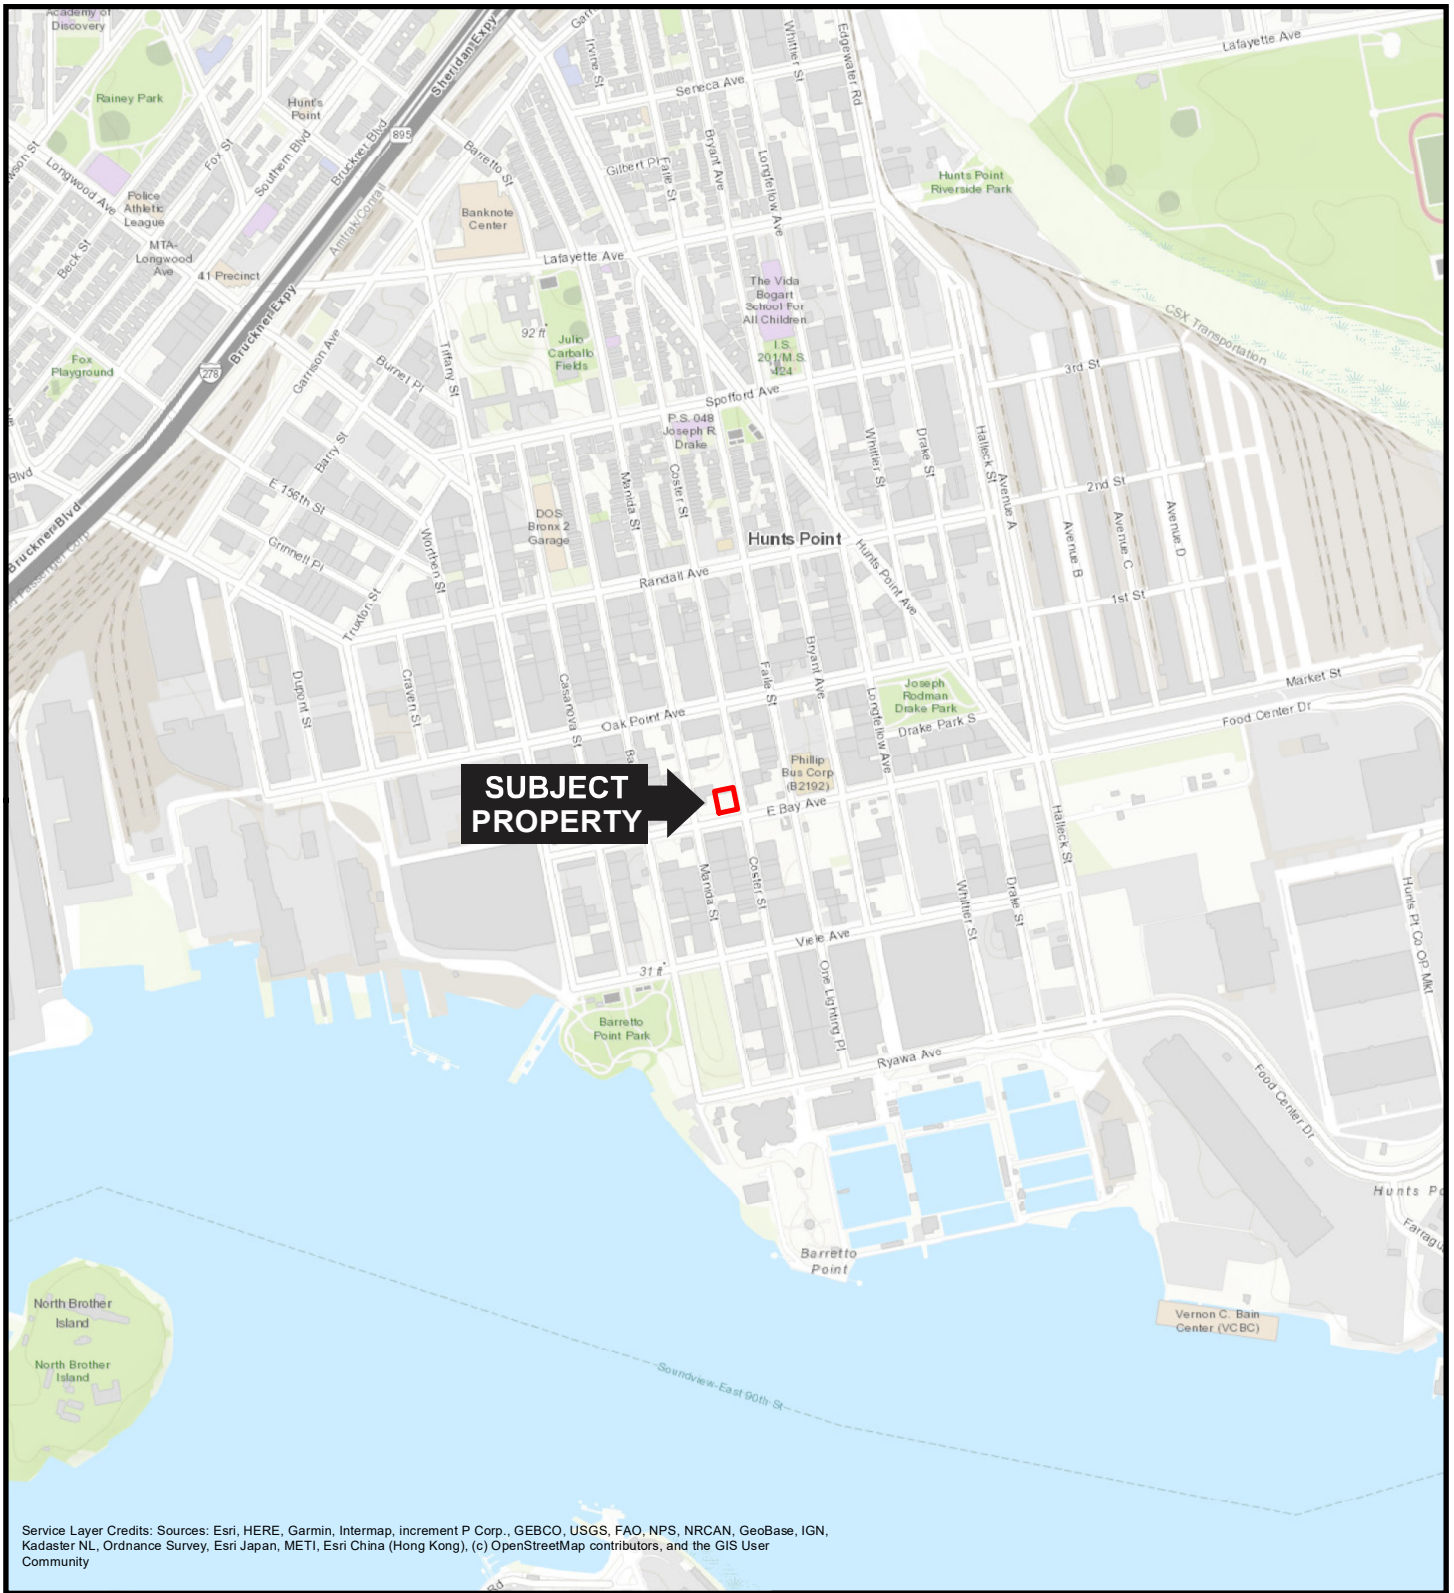 Academy of
Discovery
Rainey Park
Hunt's
Point
Sheridan Expy
895
Irvine St
Whittier St
Edgewater Rd
Seneca Ave
Lafayette Ave
Longwood Ave
Fox St
Southern Blvd
Bruckner Blvd
Barretto St
Gilbert Pl
Faile St
Bryant Ave
Longfellow Ave
Hunts Point
Riverside Park
Police
Athletic
League
Amtrak/Conrail
Banknote
Center
Beck St
MTA-
Longwood
Ave
41 Precinct
Lafayette Ave
The Vida
Bogart
School For
All Children
Bruckner Expy
92 ft
Julio
Carballo
Fields
I.S.
201/M.S.
424
CSX Transportation
Fox
Playground
278
Garrison Ave
Burnet Pl
Tiffany St
3rd St
Spofford Ave
P.S. 048
Joseph R
Drake
Barry St
Whittier St
Drake St
Halleck St
Blvd
E 156th St
Manida St
Coster St
Avenue A
2nd St
DOS
Bronx 2
Garage
Bruckner Blvd
Grinnell Pl
Worthen St
Hunts Point
Hunts Point Ave
Avenue B
Avenue C
Avenue D
Randall Ave
1st St
Truxton St
Dupont St
Craven St
Casanova St
Faile St
Bryant Ave
Longfellow Ave
Joseph
Rodman
Drake Park
Market St
Oak Point Ave
Drake Park S
Food Center Dr
Ba
Phillip
Bus Corp
(B2192)
SUBJECT
PROPERTY
E Bay Ave
Halleck St
Manida St
Coster St
Whittier St
Drake St
Hunts Pt Co Op Mkt
Viele Ave
31 ft
One Lighting Pl
Barretto
Point Park
Ryawa Ave
Food Center Dr
Hunts Po
Farragu
Barretto
Point
North Brother
Island
Vernon C. Bain
Center (VCBC)
North Brother
Island
Soundview-East 90th St
Service Layer Credits: Sources: Esri, HERE, Garmin, Intermap, increment P Corp., GEBCO, USGS, FAO, NPS, NRCAN, GeoBase, IGN,
Kadaster NL, Ordnance Survey, Esri Japan, METI, Esri China (Hong Kong), (c) OpenStreetMap contributors, and the GIS User
Community
Rd